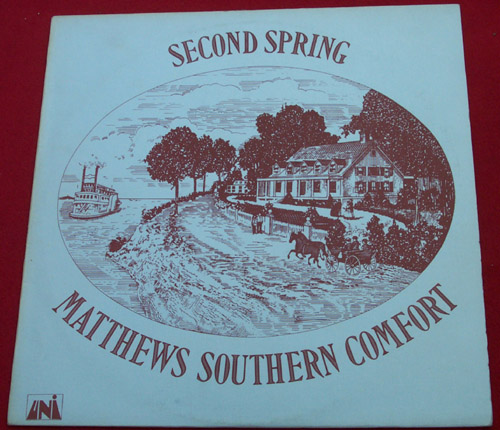 SECOND SPRING
MATTHEWS SOUTHERN COMFORT
UNI